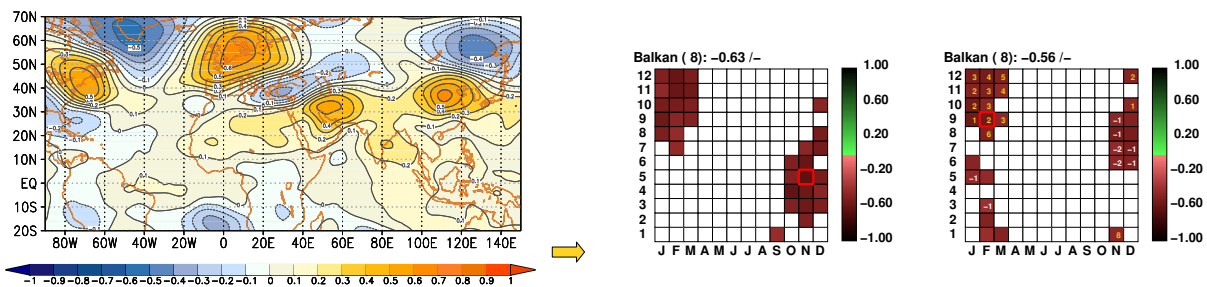 70N
60N
50N
40N
30N
20N
10N
EQ
10S
20S
80W 60W 40W 20W 0 20E 40E 60E 80E 100E 120E 140E
−1 −0.9 −0.8 −0.7 −0.6 −0.5 −0.4 −0.3 −0.2 −0.1 0 0.1 0.2 0.3 0.4 0.5 0.6 0.7 0.8 0.9 1
Balkan ( 8): −0.63 /−
12
11
10
9
8
7
6
5
4
3
2
1
−1
J F M A M J J A S O N D
1.00
0.60
0.20
−0.20
−0.60
−1.00
Balkan ( 8): −0.56 /−
12 3 4 5 2
11 2 3 4
10 2 3 1
9 1 2 3 −1
8 6
7 −2 −1
6 −2 −1
5 −1
4
3 −1
2
1 8
J F M A M J J A S O N D
1.00
0.60
0.20
−0.20
−0.60
−1.00